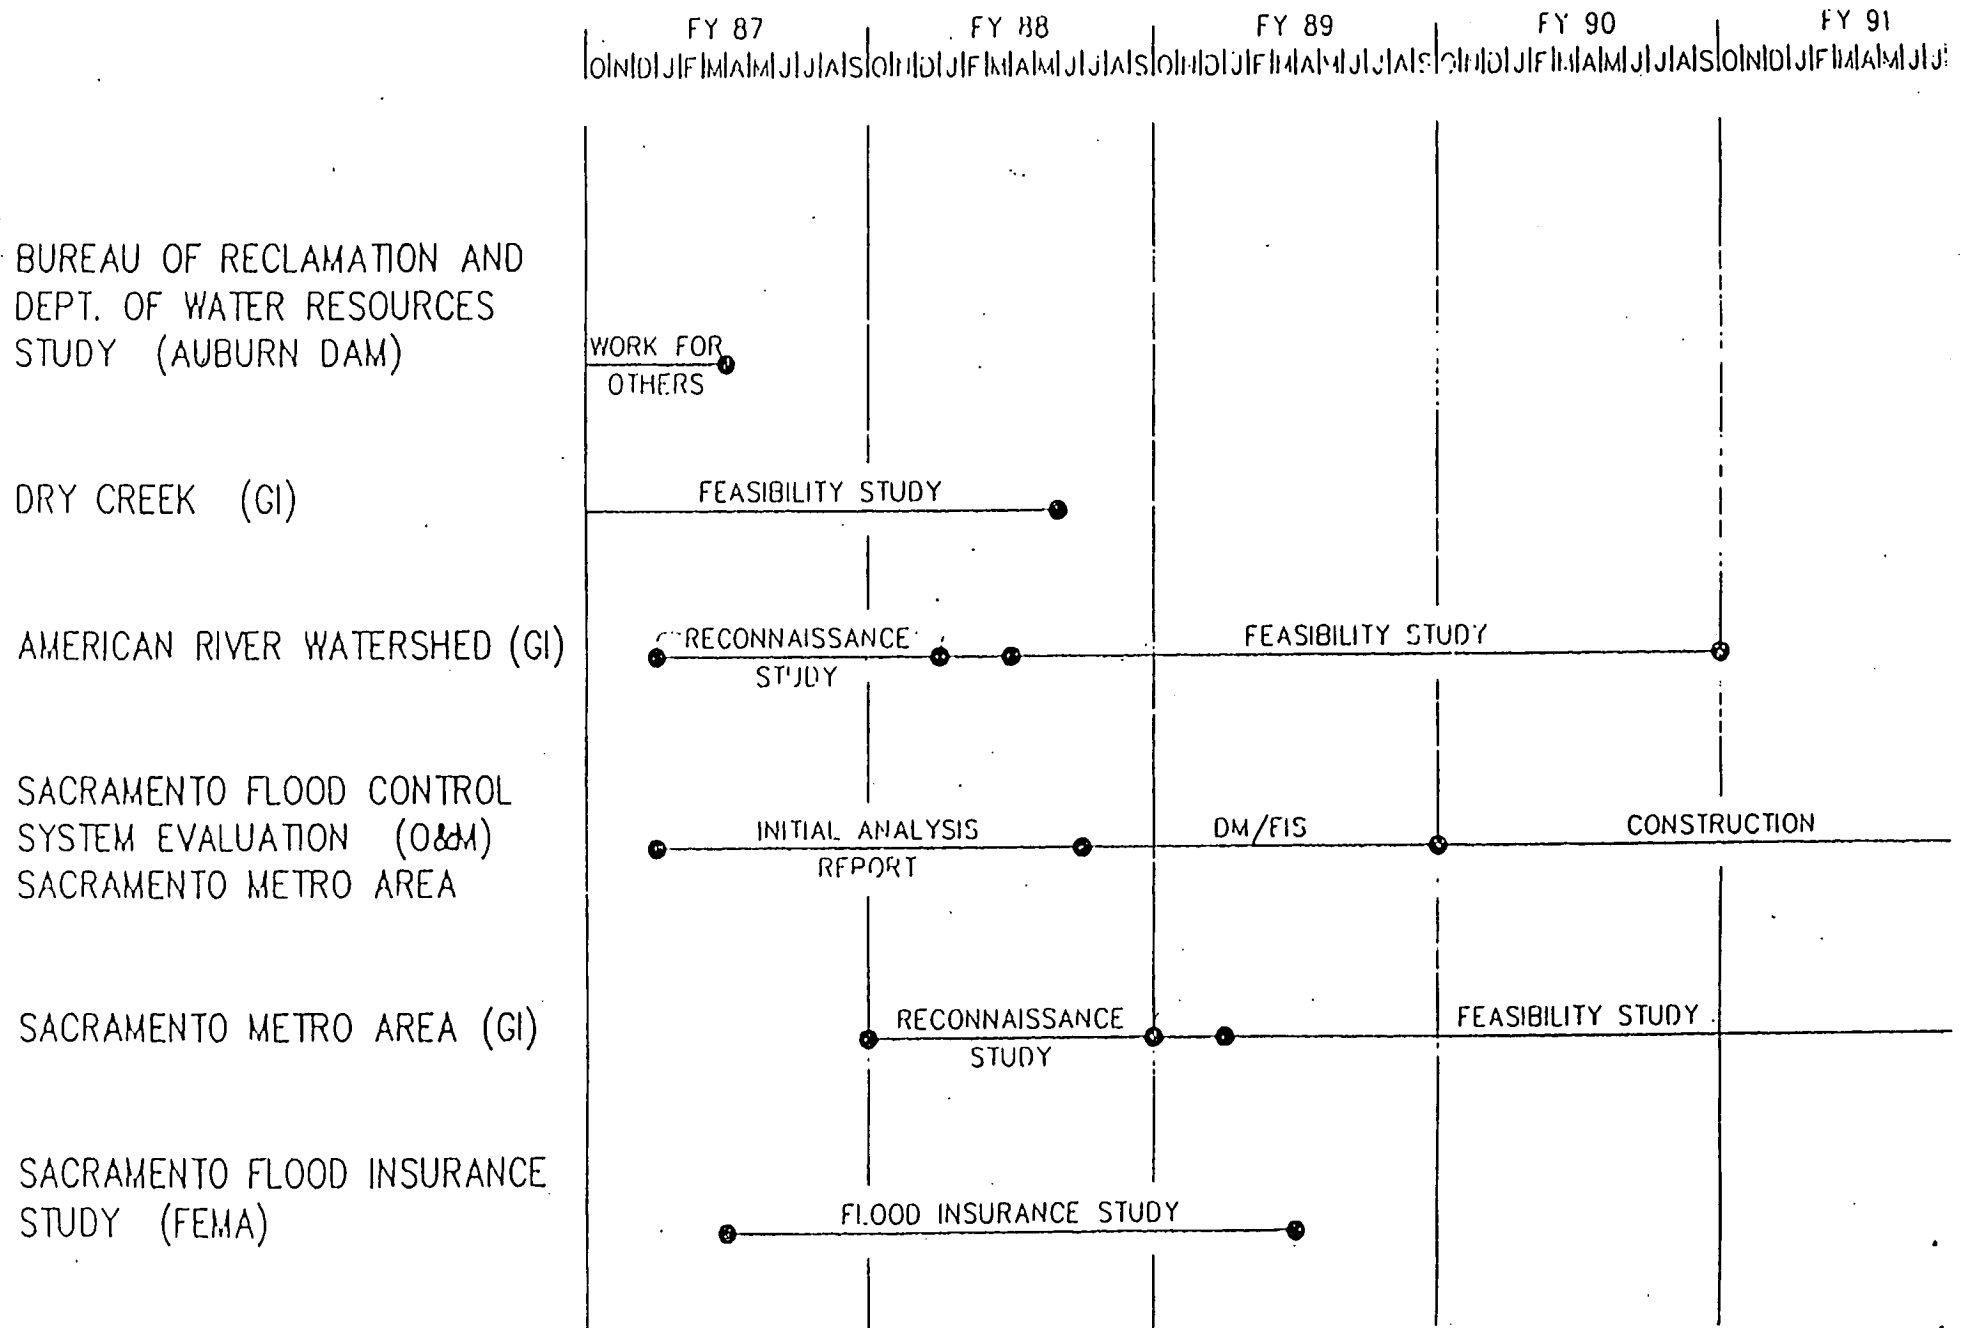 FY 87 FY 88 FY 89 FY 90 FY 91
|O|N|D|J|F|M|A|M|J|J|A|S|O|N|D|J|F|M|A|M|J|J|A|S|O|N|D|J|F|M|A|M|J|J|A|S|O|N|D|J|F|M|A|M|J|J|A|S|O|N|D|J|F|M|A|M|J|J|
BUREAU OF RECLAMATION AND
DEPT. OF WATER RESOURCES
STUDY (AUBURN DAM)
WORK FOR
OTHERS
DRY CREEK (GI)
FEASIBILITY STUDY
AMERICAN RIVER WATERSHED (GI)
RECONNAISSANCE
STUDY
FEASIBILITY STUDY
SACRAMENTO FLOOD CONTROL
SYSTEM EVALUATION (O&M)
SACRAMENTO METRO AREA
INITIAL ANALYSIS
REPORT
DM/EIS
CONSTRUCTION
SACRAMENTO METRO AREA (GI)
RECONNAISSANCE
STUDY
FEASIBILITY STUDY
SACRAMENTO FLOOD INSURANCE
STUDY (FEMA)
FLOOD INSURANCE STUDY